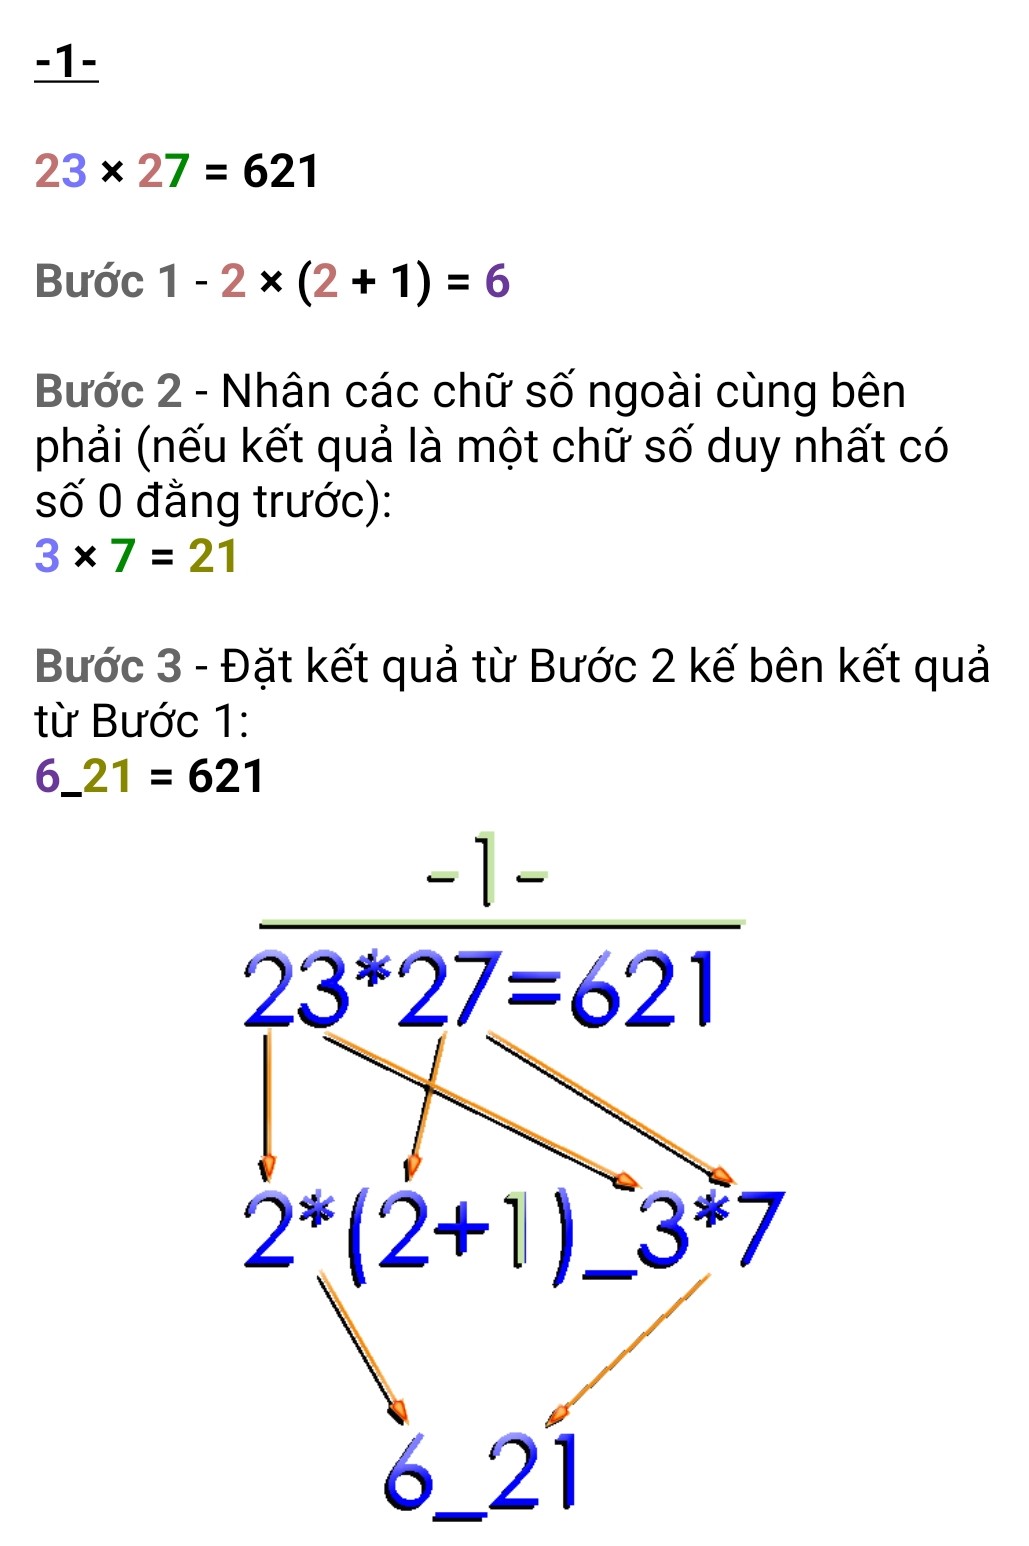 -1-
23 × 27 = 621
Bước 1 - 2 × (2 + 1) = 6
Bước 2 - Nhân các chữ số ngoài cùng bên
phải (nếu kết quả là một chữ số duy nhất có
số 0 đằng trước):
3 × 7 = 21
Bước 3 - Đặt kết quả từ Bước 2 kế bên kết quả
từ Bước 1:
6_21 = 621
-1-
23*27=621
2*(2+1)_3*7
6_21